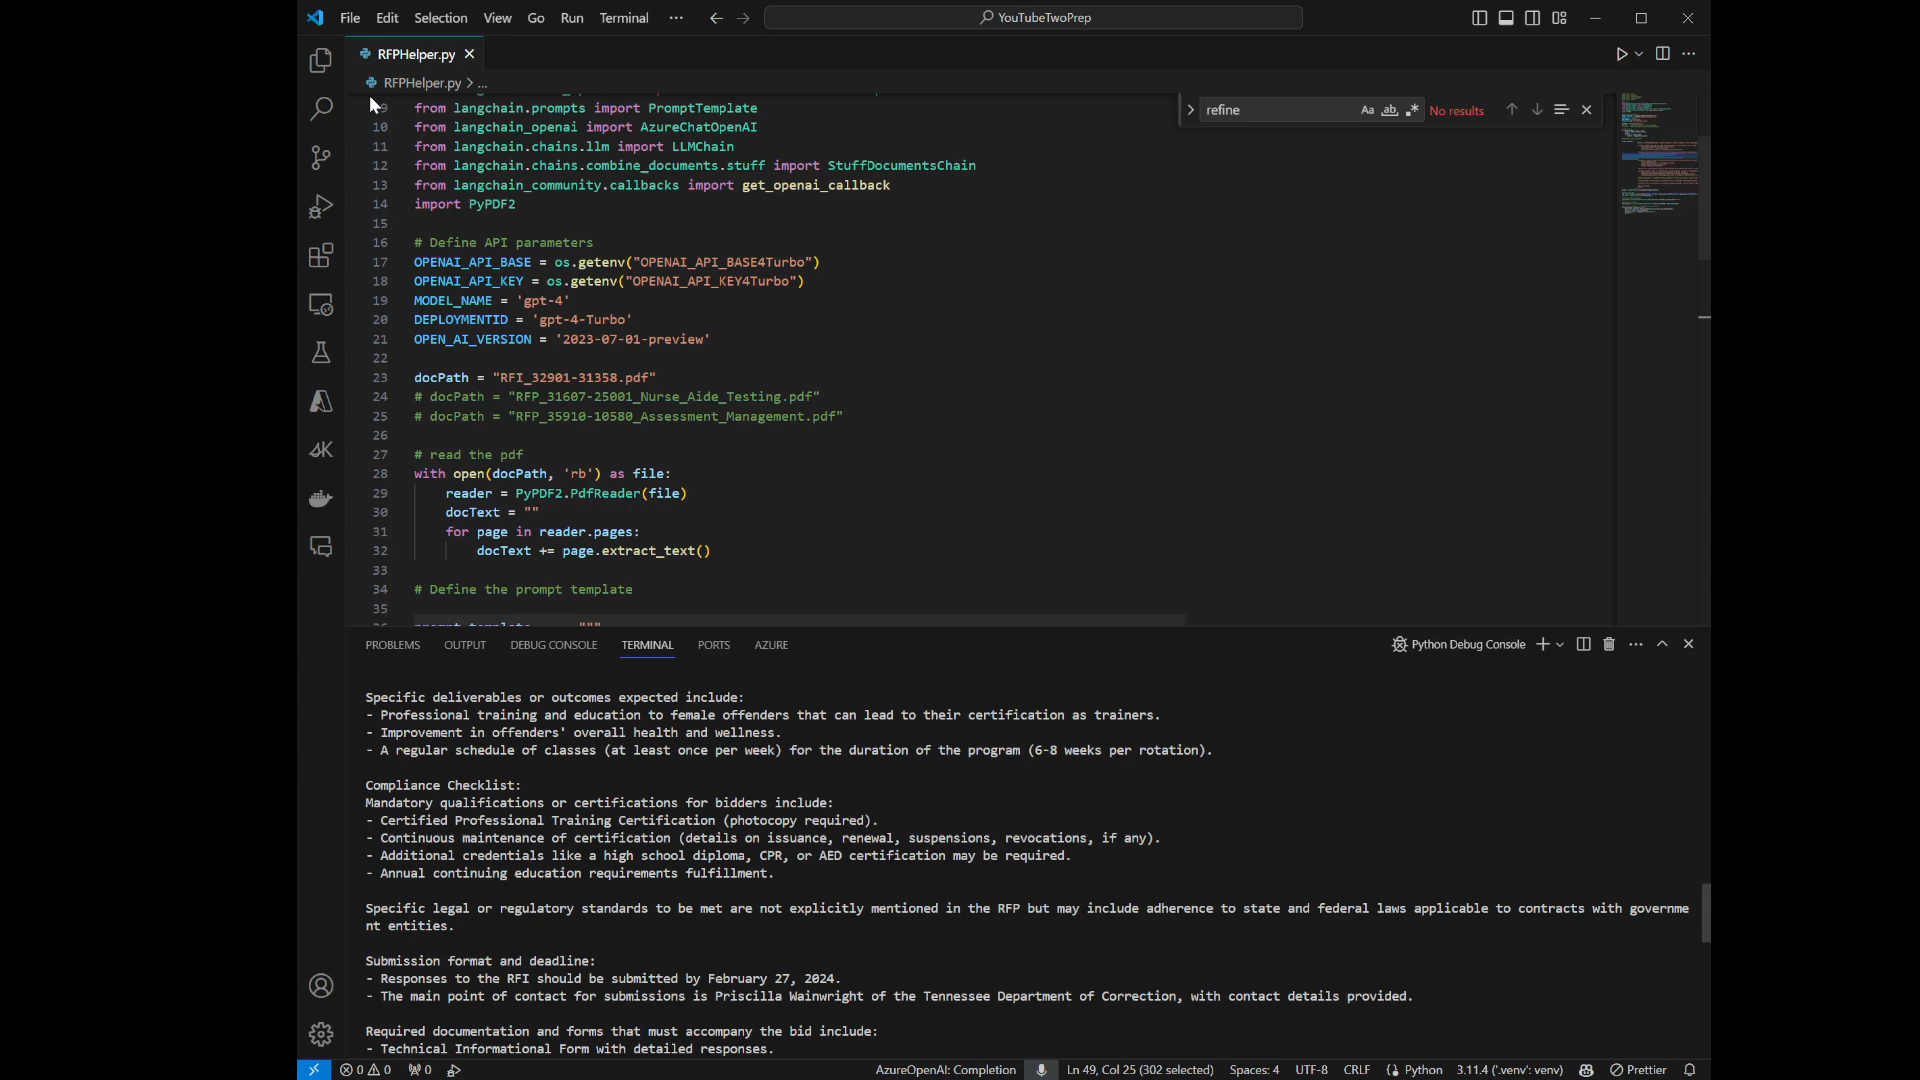 File Edit Selection View Go Run Terminal ··· YouTubeTwoPrep
RFPHelper.py
RFPHelper.py > ...
refine Aa ab .* No results
9 from langchain.prompts import PromptTemplate
10 from langchain_openai import AzureChatOpenAI
11 from langchain.chains.llm import LLMChain
12 from langchain.chains.combine_documents.stuff import StuffDocumentsChain
13 from langchain_community.callbacks import get_openai_callback
14 import PyPDF2
15
16 # Define API parameters
17 OPENAI_API_BASE = os.getenv("OPENAI_API_BASE4Turbo")
18 OPENAI_API_KEY = os.getenv("OPENAI_API_KEY4Turbo")
19 MODEL_NAME = 'gpt-4'
20 DEPLOYMENTID = 'gpt-4-Turbo'
21 OPEN_AI_VERSION = '2023-07-01-preview'
22
23 docPath = "RFI_32901-31358.pdf"
24 # docPath = "RFP_31607-25001_Nurse_Aide_Testing.pdf"
25 # docPath = "RFP_35910-10580_Assessment_Management.pdf"
26
27 # read the pdf
28 with open(docPath, 'rb') as file:
29 reader = PyPDF2.PdfReader(file)
30 docText = ""
31 for page in reader.pages:
32 docText += page.extract_text()
33
34 # Define the prompt template
35
PROBLEMS OUTPUT DEBUG CONSOLE TERMINAL PORTS AZURE Python Debug Console
Specific deliverables or outcomes expected include:
- Professional training and education to female offenders that can lead to their certification as trainers.
- Improvement in offenders' overall health and wellness.
- A regular schedule of classes (at least once per week) for the duration of the program (6-8 weeks per rotation).
Compliance Checklist:
Mandatory qualifications or certifications for bidders include:
- Certified Professional Training Certification (photocopy required).
- Continuous maintenance of certification (details on issuance, renewal, suspensions, revocations, if any).
- Additional credentials like a high school diploma, CPR, or AED certification may be required.
- Annual continuing education requirements fulfillment.
Specific legal or regulatory standards to be met are not explicitly mentioned in the RFP but may include adherence to state and federal laws applicable to contracts with governme
nt entities.
Submission format and deadline:
- Responses to the RFI should be submitted by February 27, 2024.
- The main point of contact for submissions is Priscilla Wainwright of the Tennessee Department of Correction, with contact details provided.
Required documentation and forms that must accompany the bid include:
- Technical Informational Form with detailed responses.
0 0 0 AzureOpenAI: Completion Ln 49, Col 25 (302 selected) Spaces: 4 UTF-8 CRLF Python 3.11.4 ('.venv': venv) Prettier